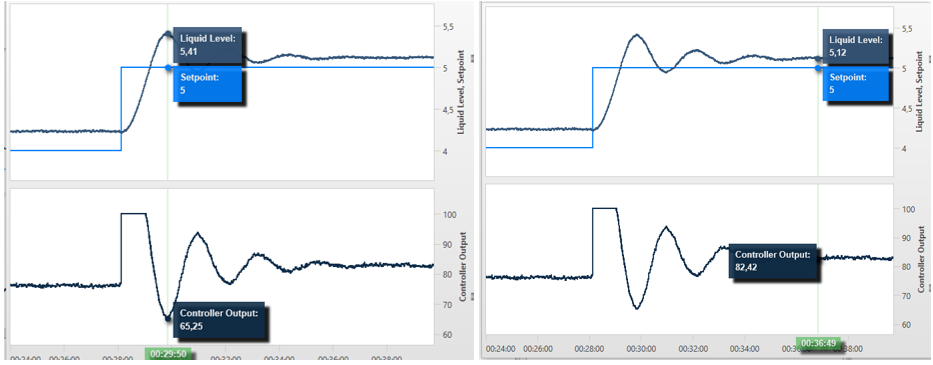 Liquid Level:
5,41
Setpoint:
5
5,5
5
4,5
4
Liquid Level, Setpoint
100
90
80
70
60
Controller Output
Controller Output:
65,25
00:24:00 00:26:00 00:28:00 00:29:50 00:32:00 00:34:00 00:36:00 00:38:00
Liquid Level:
5,12
Setpoint:
5
5,5
5
4,5
4
Liquid Level, Setpoint
100
90
80
70
60
Controller Output
Controller Output:
82,42
00:24:00 00:26:00 00:28:00 00:30:00 00:32:00 00:34:00 00:36:49 00:38:00